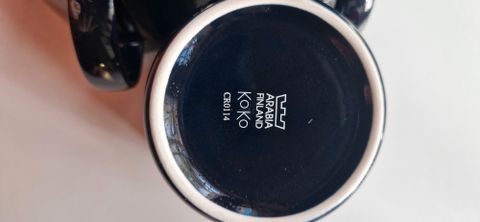 ARABIA
FINLAND
KOKO
CR0114